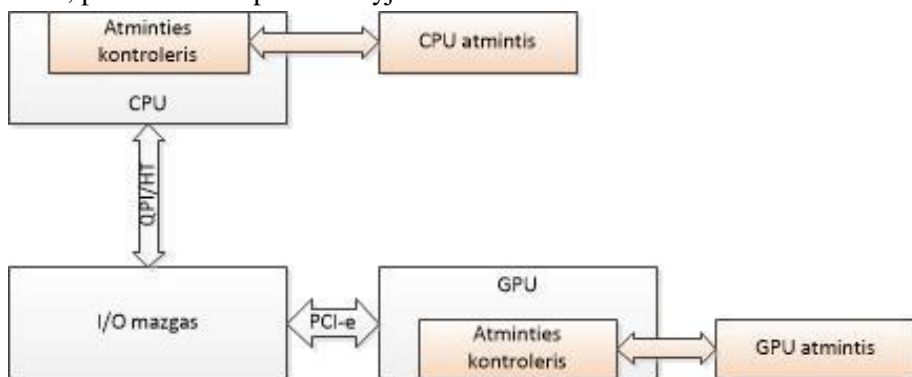 Atminties
kontroleris
CPU atmintis
CPU
QPI/HT
GPU
I/O mazgas
PCI-e
Atminties
kontroleris
GPU atmintis